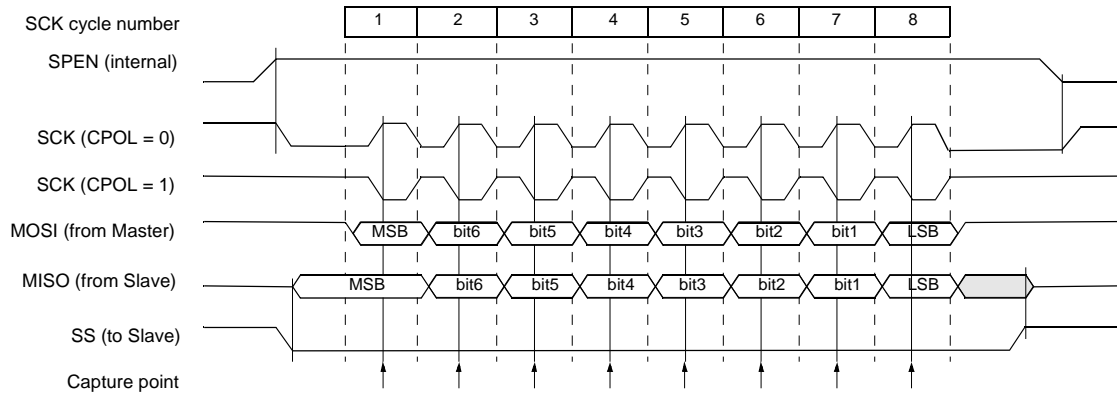 SCK cycle number 1 2 3 4 5 6 7 8
SPEN (internal)
SCK (CPOL = 0)
SCK (CPOL = 1)
MOSI (from Master) MSB bit6 bit5 bit4 bit3 bit2 bit1 LSB
MISO (from Slave) MSB bit6 bit5 bit4 bit3 bit2 bit1 LSB
SS (to Slave)
Capture point